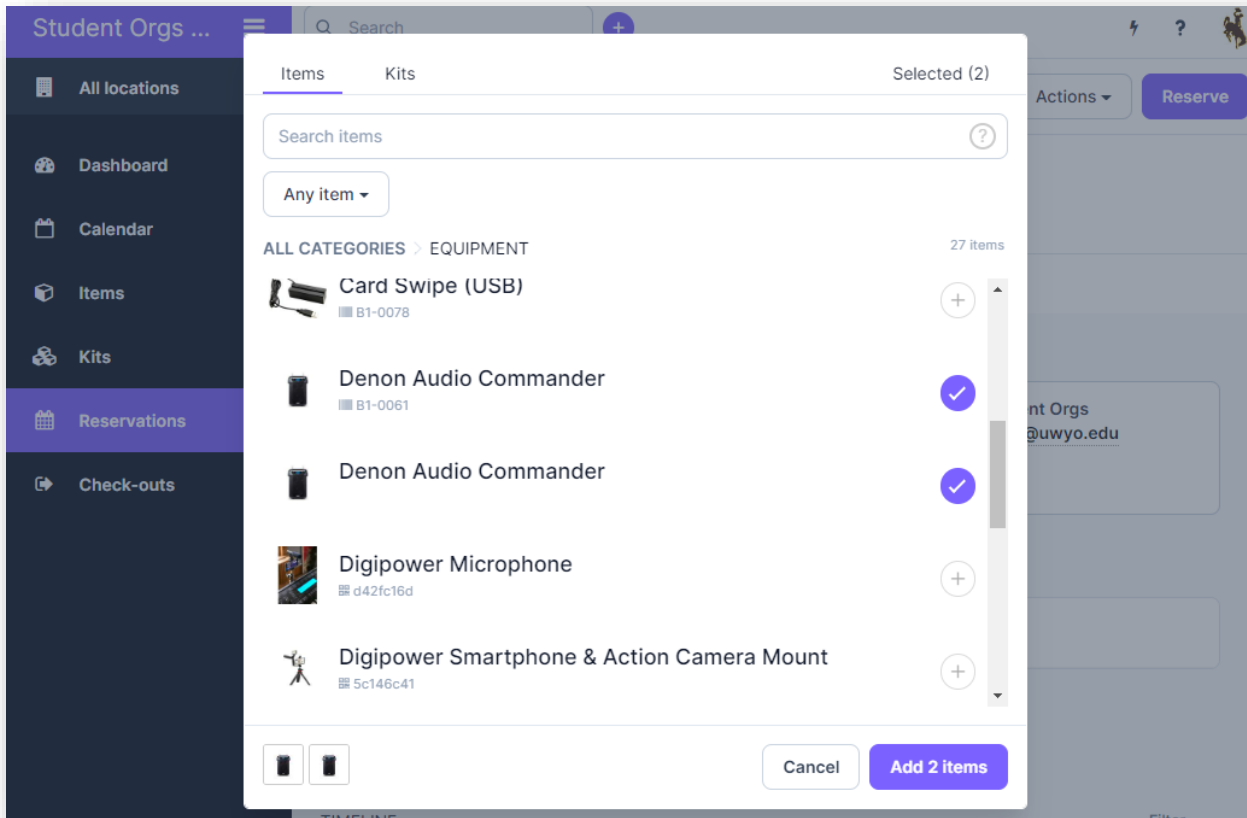 Student Orgs ...
Search
+
?
All locations
Dashboard
Calendar
Items
Kits
Reservations
Check-outs
Actions
Reserve
Items
Kits
Selected (2)
Search items
?
Any item
ALL CATEGORIES > EQUIPMENT
27 items
Card Swipe (USB)
B1-0078
Denon Audio Commander
B1-0061
Denon Audio Commander
Digipower Microphone
d42fc16d
Digipower Smartphone & Action Camera Mount
5c146c41
nt Orgs
@uwyo.edu
Cancel
Add 2 items
TIMELINE
Filter